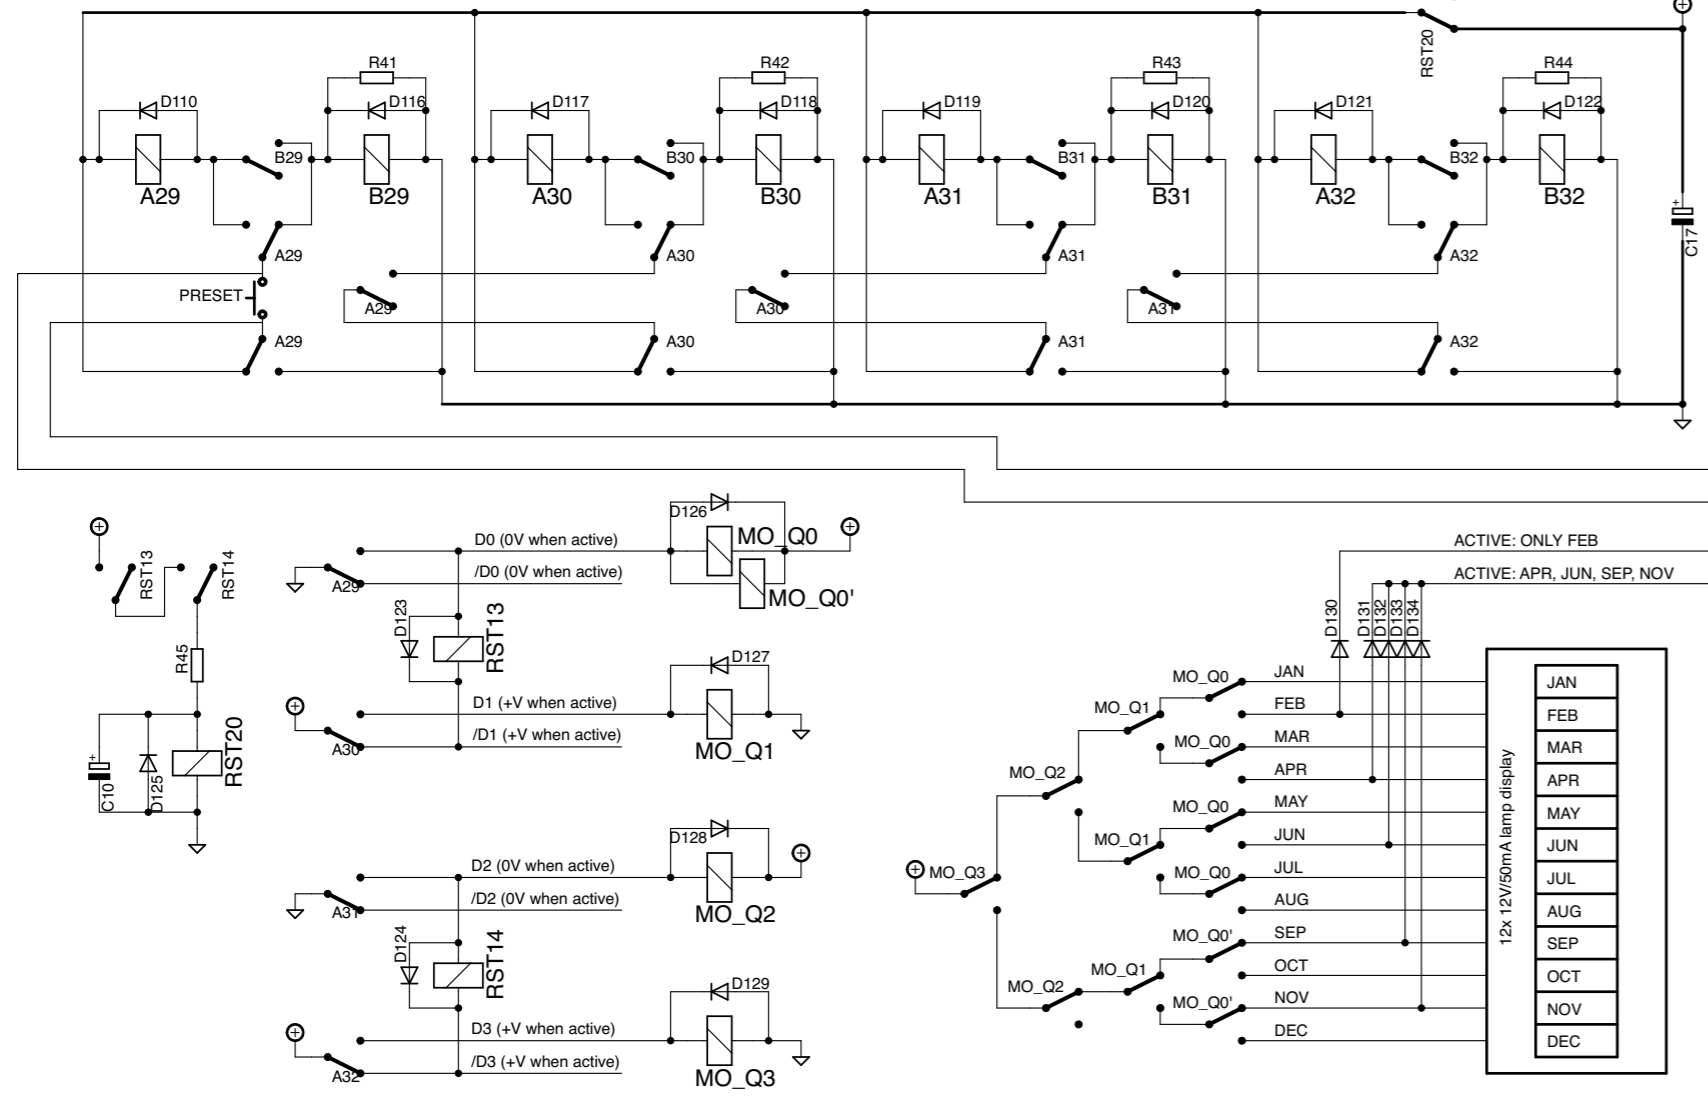 RST20
R41
R42
R43
R44
D110
D116
D117
D118
D119
D120
D121
D122
B29
B30
B31
B32
A29
B29
A30
B30
A31
B31
A32
B32
+
C17
A29
A30
A31
A32
PRESET
A29
A30
A31
A29
A30
A31
A32
D126
MO_Q0
RST13
RST14
D0 (0V when active)
/D0 (0V when active)
A29
MO_Q0'
ACTIVE: ONLY FEB
ACTIVE: APR, JUN, SEP, NOV
D123
RST13
D130
D131
D132
D133
D134
R45
D127
D1 (+V when active)
/D1 (+V when active)
A30
MO_Q1
RST20
+
C10
D125
D128
D2 (0V when active)
/D2 (0V when active)
A31
MO_Q2
D124
RST14
D129
D3 (+V when active)
/D3 (+V when active)
A32
MO_Q3
MO_Q3
MO_Q2
MO_Q2
MO_Q1
MO_Q1
MO_Q1
MO_Q0
MO_Q0
MO_Q0
MO_Q0
MO_Q0'
MO_Q0'
JAN
FEB
MAR
APR
MAY
JUN
JUL
AUG
SEP
OCT
NOV
DEC
12x 12V/50mA lamp display
JAN
FEB
MAR
APR
MAY
JUN
JUL
AUG
SEP
OCT
NOV
DEC